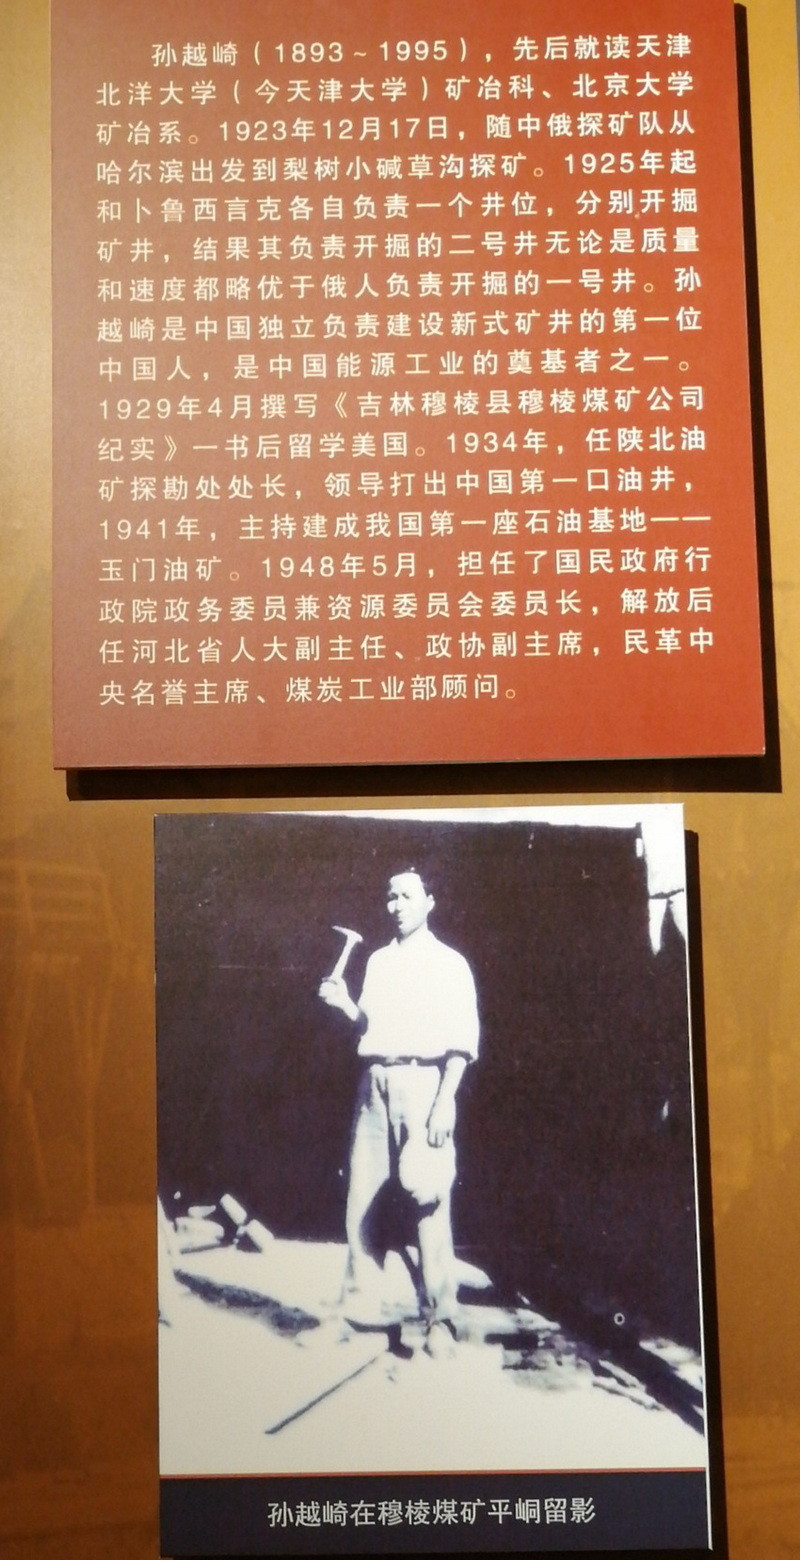 孙越崎（1893～1995），先后就读天津
北洋大学（今天津大学）矿冶科、北京大学
矿冶系。1923年12月17日，随中俄探矿队从
哈尔滨出发到梨树小碱草沟探矿。1925年起
和卜鲁西言克各自负责一个井位，分别开掘
矿井，结果其负责开掘的二号井无论是质量
和速度都略优于俄人负责开掘的一号井。孙
越崎是中国独立负责建设新式矿井的第一位
中国人，是中国能源工业的奠基者之一。
1929年4月撰写《吉林穆棱县穆棱煤矿公司
纪实》一书后留学美国。1934年，任陕北油
矿探勘处处长，领导打出中国第一口油井，
1941年，主持建成我国第一座石油基地——
玉门油矿。1948年5月，担任了国民政府行
政院政务委员兼资源委员会委员长，解放后
任河北省人大副主任、政协副主席，民革中
央名誉主席、煤炭工业部顾问。
孙越崎在穆棱煤矿平峒留影